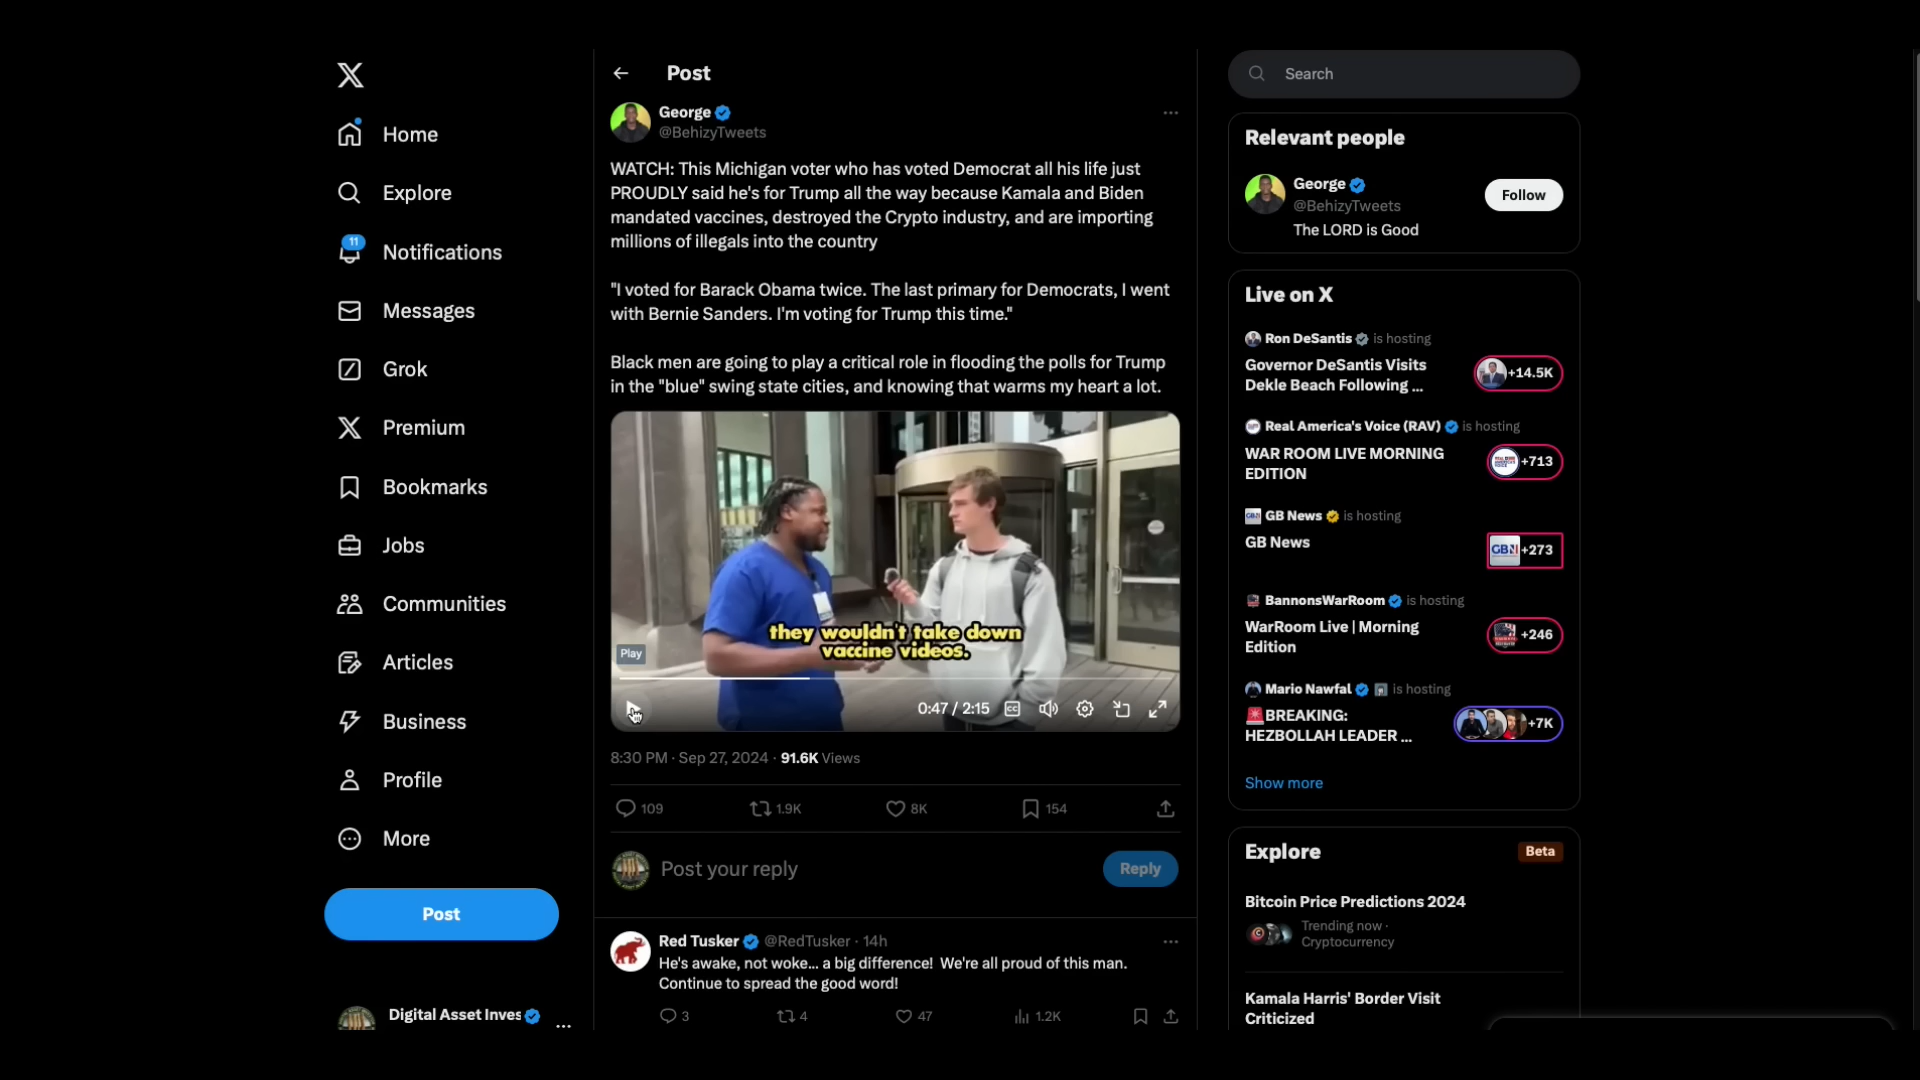 Home
Explore
11
Notifications
Messages
Grok
Premium
Bookmarks
Jobs
Communities
Articles
Business
Profile
More
Post
Digital Asset Inves
Post
George
@BehizyTweets
WATCH: This Michigan voter who has voted Democrat all his life just
PROUDLY said he's for Trump all the way because Kamala and Biden
mandated vaccines, destroyed the Crypto industry, and are importing
millions of illegals into the country
"I voted for Barack Obama twice. The last primary for Democrats, I went
with Bernie Sanders. I'm voting for Trump this time."
Black men are going to play a critical role in flooding the polls for Trump
in the "blue" swing state cities, and knowing that warms my heart a lot.
they wouldn't take down
vaccine videos.
Play
0:47 / 2:15
8:30 PM · Sep 27, 2024 · 91.6K Views
109
1.9K
8K
154
Post your reply
Reply
Red Tusker @RedTusker · 14h
He's awake, not woke... a big difference! We're all proud of this man.
Continue to spread the good word!
3
4
47
1.2K
Search
Relevant people
George
@BehizyTweets
The LORD is Good
Follow
Live on X
Ron DeSantis is hosting
Governor DeSantis Visits
Dekle Beach Following ...
+14.5K
Real America's Voice (RAV) is hosting
WAR ROOM LIVE MORNING
EDITION
+713
GB News is hosting
GB News
GBN
+273
BannonsWarRoom is hosting
WarRoom Live | Morning
Edition
+246
Mario Nawfal is hosting
BREAKING:
HEZBOLLAH LEADER ...
+7K
Show more
Explore
Beta
Bitcoin Price Predictions 2024
Trending now ·
Cryptocurrency
Kamala Harris' Border Visit
Criticized